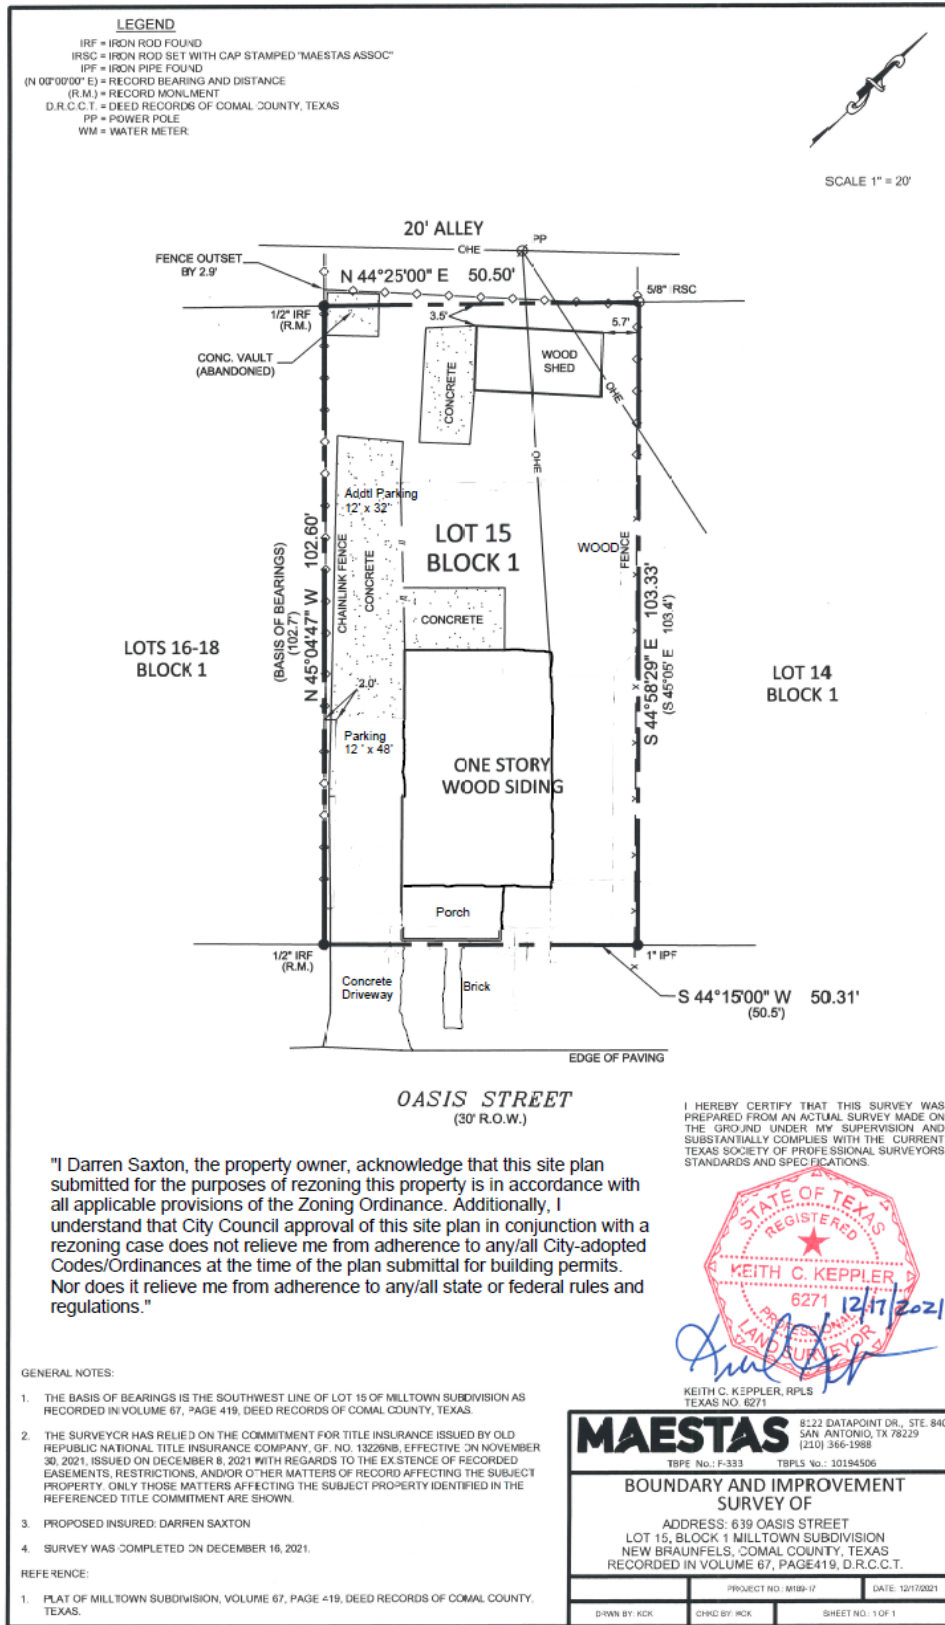 LEGEND
IRF = IRON ROD FOUND
IRSC = IRON ROD SET WITH CAP STAMPED "MAESTAS ASSOC"
IPF = IRON PIPE FOUND
(N 00°00'00" E) = RECORD BEARING AND DISTANCE
(R.M.) = RECORD MONUMENT
D.R.C.C.T. = DEED RECORDS OF COMAL COUNTY, TEXAS
PP = POWER POLE
WM = WATER METER
SCALE 1" = 20'
20' ALLEY
PP
OHE
FENCE OUTSET
BY 2.9'
N 44°25'00" E 50.50'
5/8" IRSC
1/2" IRF
(R.M.)
3.5'
5.7'
CONC. VAULT
(ABANDONED)
CONCRETE
WOOD
SHED
OHE
OHE
Addtl Parking
12' x 32'
LOT 15
BLOCK 1
WOOD
FENCE
CHAINLINK FENCE
CONCRETE
N 45°04'47" W 102.60'
(BASIS OF BEARINGS)
(102.7')
CONCRETE
S 44°58'29" E 103.33'
(S 45°05' E 103.4')
LOTS 16-18
BLOCK 1
LOT 14
BLOCK 1
2.0'
Parking
12 ' x 48'
ONE STORY
WOOD SIDING
Porch
1/2" IRF
(R.M.)
1" IPF
Concrete
Driveway
Brick
S 44°15'00" W 50.31'
(50.5')
EDGE OF PAVING
OASIS STREET
(30' R.O.W.)
I HEREBY CERTIFY THAT THIS SURVEY WAS
PREPARED FROM AN ACTUAL SURVEY MADE ON
THE GROUND UNDER MY SUPERVISION AND
SUBSTANTIALLY COMPLIES WITH THE CURRENT
TEXAS SOCIETY OF PROFESSIONAL SURVEYORS
STANDARDS AND SPECIFICATIONS.
"I Darren Saxton, the property owner, acknowledge that this site plan
submitted for the purposes of rezoning this property is in accordance with
all applicable provisions of the Zoning Ordinance. Additionally, I
understand that City Council approval of this site plan in conjunction with a
rezoning case does not relieve me from adherence to any/all City-adopted
Codes/Ordinances at the time of the plan submittal for building permits.
Nor does it relieve me from adherence to any/all state or federal rules and
regulations."
STATE OF TEXAS
REGISTERED
KEITH C. KEPPLER
6271
PROFESSIONAL
LAND SURVEYOR
12/17/2021
KEITH C. KEPPLER, RPLS
TEXAS NO. 6271
GENERAL NOTES:
1. THE BASIS OF BEARINGS IS THE SOUTHWEST LINE OF LOT 15 OF MILLTOWN SUBDIVISION AS
RECORDED IN VOLUME 67, PAGE 419, DEED RECORDS OF COMAL COUNTY, TEXAS.
2. THE SURVEYOR HAS RELIED ON THE COMMITMENT FOR TITLE INSURANCE ISSUED BY OLD
REPUBLIC NATIONAL TITLE INSURANCE COMPANY, GF. NO. 13226NB, EFFECTIVE ON NOVEMBER
30, 2021, ISSUED ON DECEMBER 8, 2021 WITH REGARDS TO THE EXISTENCE OF RECORDED
EASEMENTS, RESTRICTIONS, AND/OR OTHER MATTERS OF RECORD AFFECTING THE SUBJECT
PROPERTY. ONLY THOSE MATTERS AFFECTING THE SUBJECT PROPERTY IDENTIFIED IN THE
REFERENCED TITLE COMMITMENT ARE SHOWN.
3. PROPOSED INSURED: DARREN SAXTON
4. SURVEY WAS COMPLETED ON DECEMBER 16, 2021.
REFERENCE:
1. PLAT OF MILLTOWN SUBDIVISION, VOLUME 67, PAGE 419, DEED RECORDS OF COMAL COUNTY,
TEXAS.
MAESTAS
8122 DATAPOINT DR., STE. 840
SAN ANTONIO, TX 78229
(210) 366-1988
TBPE No.: F-333 TBPLS No.: 10194506
BOUNDARY AND IMPROVEMENT
SURVEY OF
ADDRESS: 639 OASIS STREET
LOT 15, BLOCK 1 MILLTOWN SUBDIVISION
NEW BRAUNFELS, COMAL COUNTY, TEXAS
RECORDED IN VOLUME 67, PAGE419, D.R.C.C.T.
PROJECT NO.: M189-17 DATE: 12/17/2021
DRWN BY: KCK CHKD BY: KCK SHEET NO.: 1 OF 1